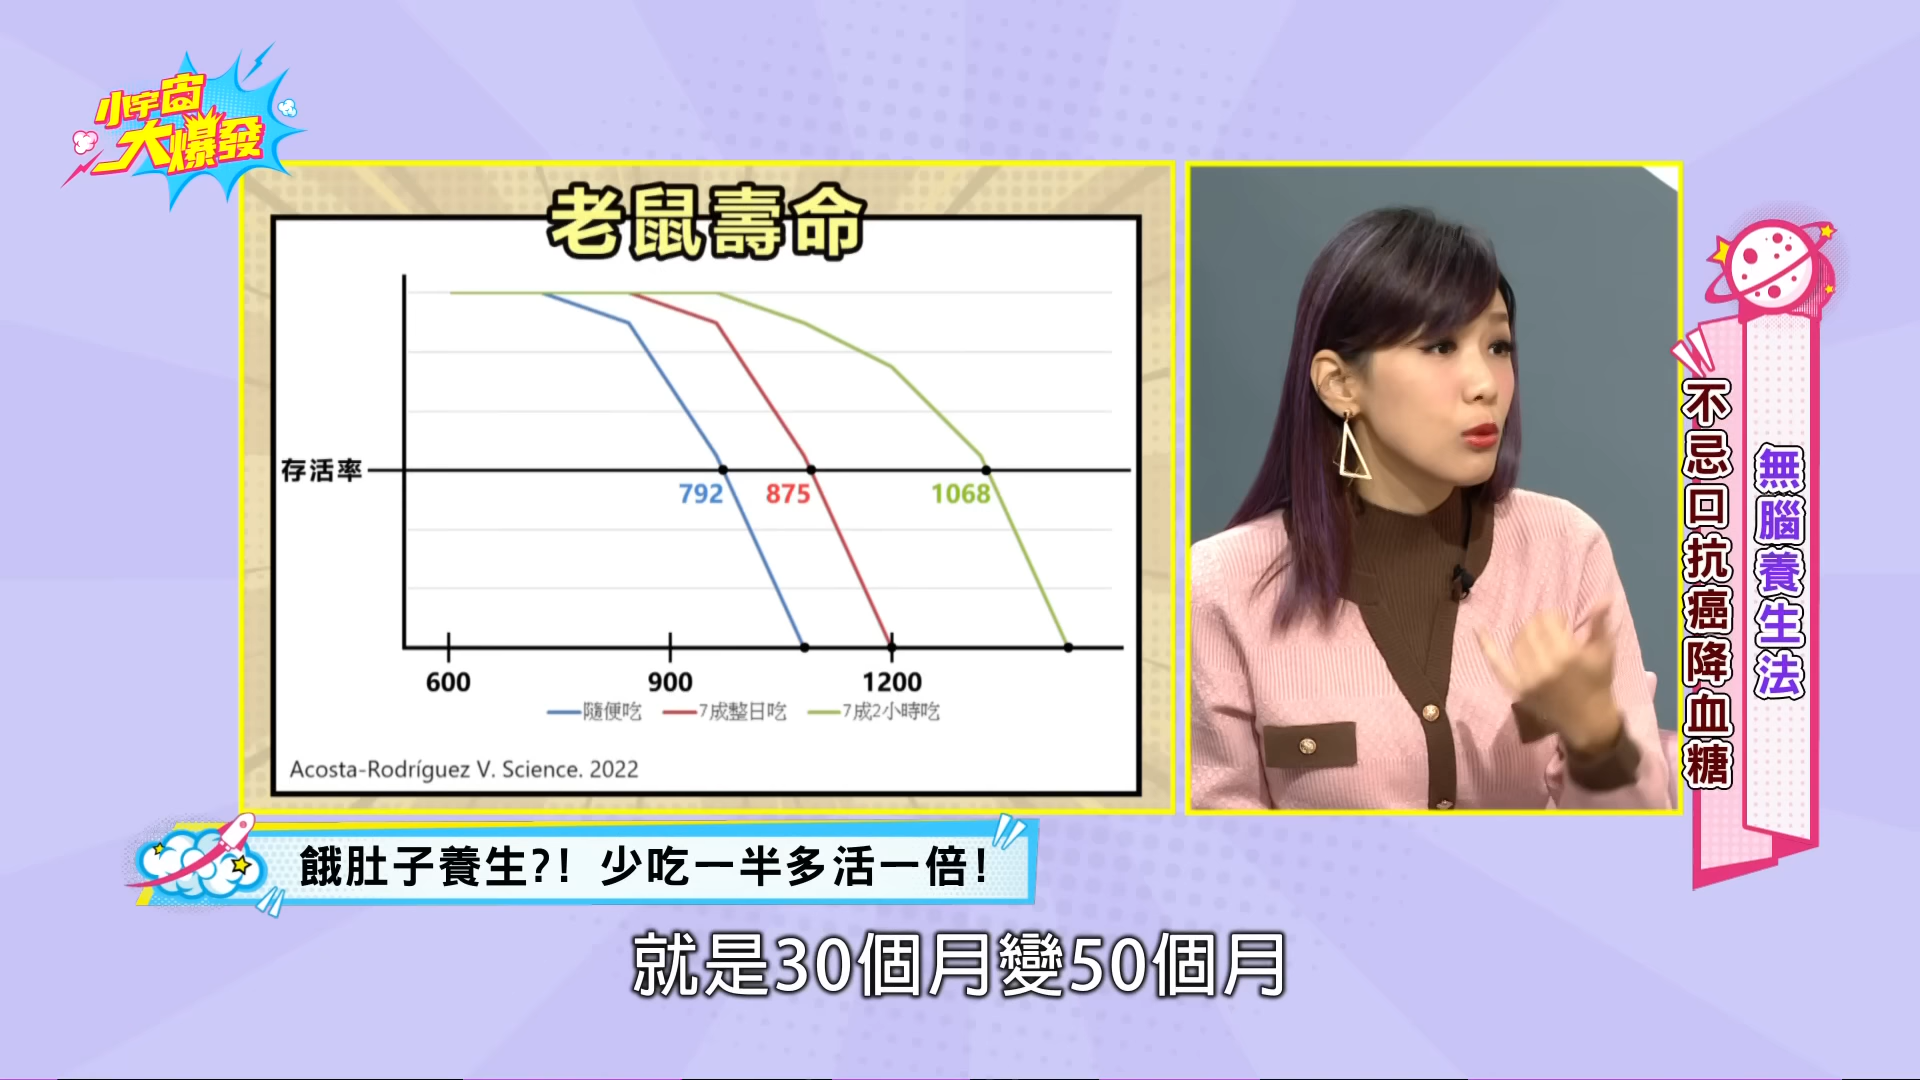 小宇宙
大爆發
老鼠壽命
存活率
792
875
1068
600
900
1200
隨便吃
7成整日吃
7成2小時吃
Acosta-Rodríguez V. Science. 2022
無腦養生法
不忌口抗癌降血糖
餓肚子養生?! 少吃一半多活一倍!
就是30個月變50個月